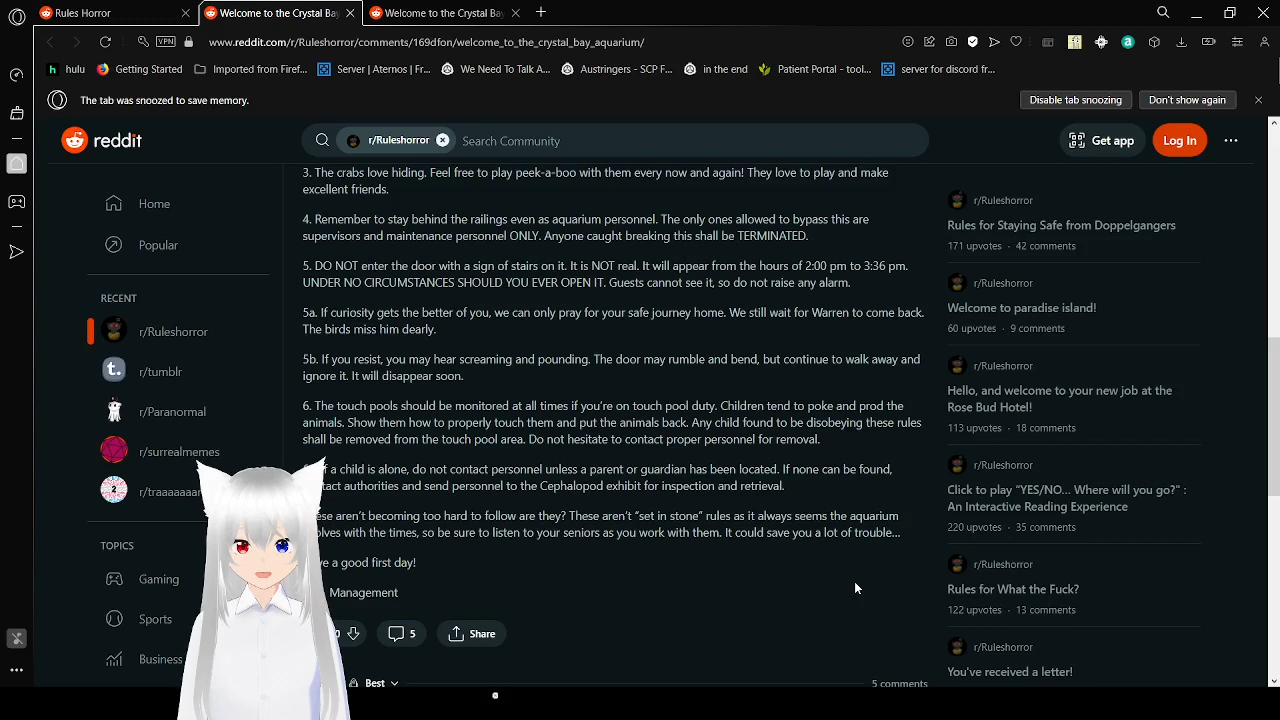 Rules Horror
Welcome to the Crystal Bay
Welcome to the Crystal Bay
VPN
www.reddit.com/r/Ruleshorror/comments/169dfon/welcome_to_the_crystal_bay_aquarium/
hulu
Getting Started
Imported from Firef...
Server | Aternos | Fr...
We Need To Talk A...
Austringers - SCP F...
in the end
Patient Portal - tool...
server for discord fr...
The tab was snoozed to save memory.
Disable tab snoozing
Don't show again
reddit
r/Ruleshorror
Search Community
Get app
Log In
Home
Popular
RECENT
r/Ruleshorror
r/tumblr
r/Paranormal
r/surrealmemes
2
r/traaaaaaar
TOPICS
Gaming
Sports
Business
3. The crabs love hiding. Feel free to play peek-a-boo with them every now and again! They love to play and make
excellent friends.
4. Remember to stay behind the railings even as aquarium personnel. The only ones allowed to bypass this are
supervisors and maintenance personnel ONLY. Anyone caught breaking this shall be TERMINATED.
5. DO NOT enter the door with a sign of stairs on it. It is NOT real. It will appear from the hours of 2:00 pm to 3:36 pm.
UNDER NO CIRCUMSTANCES SHOULD YOU EVER OPEN IT. Guests cannot see it, so do not raise any alarm.
5a. If curiosity gets the better of you, we can only pray for your safe journey home. We still wait for Warren to come back.
The birds miss him dearly.
5b. If you resist, you may hear screaming and pounding. The door may rumble and bend, but continue to walk away and
ignore it. It will disappear soon.
6. The touch pools should be monitored at all times if you're on touch pool duty. Children tend to poke and prod the
animals. Show them how to properly touch them and put the animals back. Any child found to be disobeying these rules
shall be removed from the touch pool area. Do not hesitate to contact proper personnel for removal.
a child is alone, do not contact personnel unless a parent or guardian has been located. If none can be found,
tact authorities and send personnel to the Cephalopod exhibit for inspection and retrieval.
ese aren't becoming too hard to follow are they? These aren't “set in stone” rules as it always seems the aquarium
olves with the times, so be sure to listen to your seniors as you work with them. It could save you a lot of trouble...
ve a good first day!
Management
0
5
Share
Best
5 comments
r/Ruleshorror
Rules for Staying Safe from Doppelgangers
171 upvotes · 42 comments
r/Ruleshorror
Welcome to paradise island!
60 upvotes · 9 comments
r/Ruleshorror
Hello, and welcome to your new job at the
Rose Bud Hotel!
113 upvotes · 18 comments
r/Ruleshorror
Click to play "YES/NO... Where will you go?" :
An Interactive Reading Experience
220 upvotes · 35 comments
r/Ruleshorror
Rules for What the Fuck?
122 upvotes · 13 comments
r/Ruleshorror
You've received a letter!